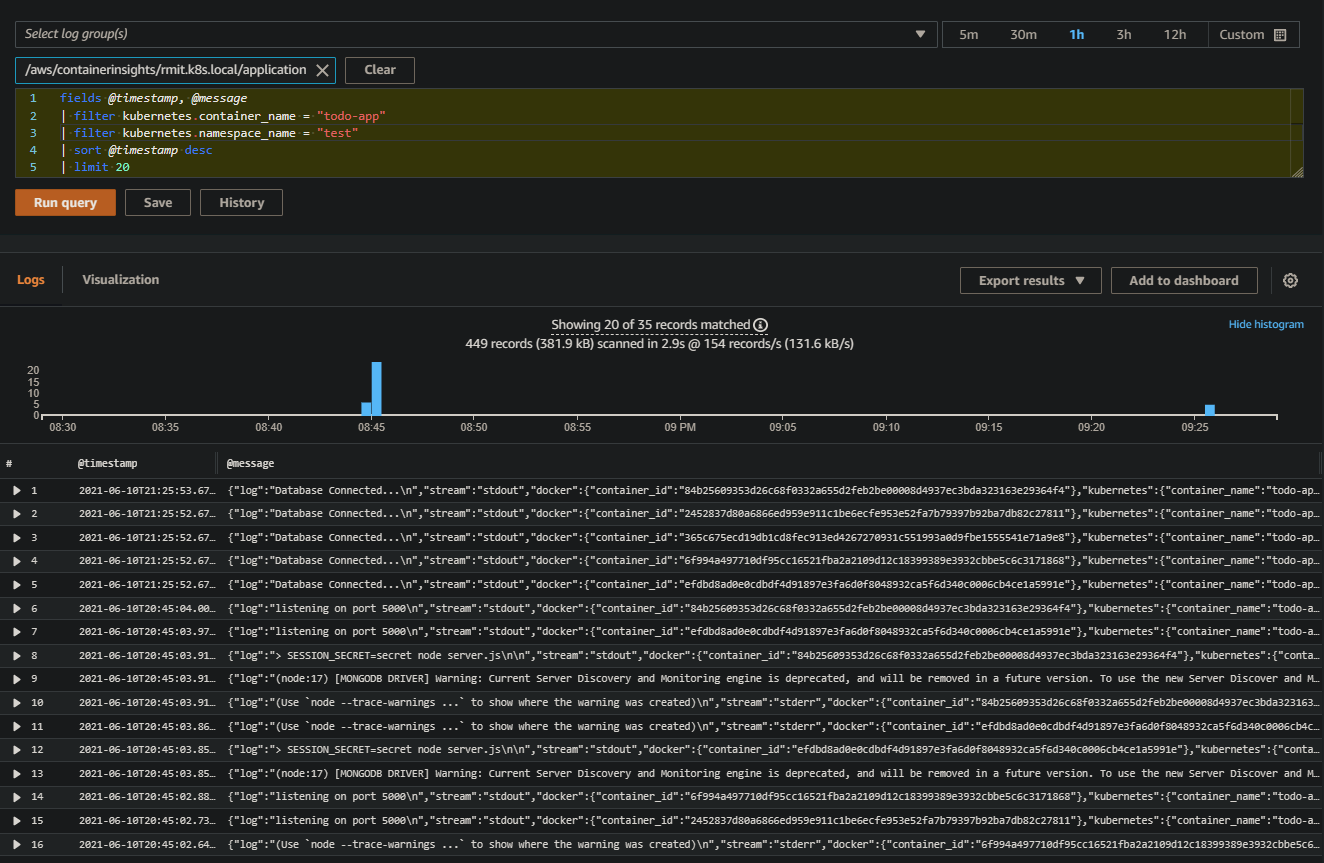 Select log group(s)
5m 30m 1h 3h 12h Custom
/aws/containerinsights/rmit.k8s.local/application
Clear
1 fields @timestamp, @message
2 | filter kubernetes.container_name = "todo-app"
3 | filter kubernetes.namespace_name = "test"
4 | sort @timestamp desc
5 | limit 20
Run query Save History
Logs Visualization Export results Add to dashboard
Showing 20 of 35 records matched
Hide histogram
449 records (381.9 kB) scanned in 2.9s @ 154 records/s (131.6 kB/s)
20
15
10
5
0
08:30 08:35 08:40 08:45 08:50 08:55 09 PM 09:05 09:10 09:15 09:20 09:25
# @timestamp @message
1 2021-06-10T21:25:53.67… {"log":"Database Connected...\n","stream":"stdout","docker":{"container_id":"84b25609353d26c68f0332a655d2feb2be00008d4937ec3bda323163e29364f4"},"kubernetes":{"container_name":"todo-ap…
2 2021-06-10T21:25:52.67… {"log":"Database Connected...\n","stream":"stdout","docker":{"container_id":"2452837d80a6866ed959e911c1be6ecfe953e52fa7b79397b92ba7db82c27811"},"kubernetes":{"container_name":"todo-ap…
3 2021-06-10T21:25:52.67… {"log":"Database Connected...\n","stream":"stdout","docker":{"container_id":"365c675ecd19db1cd8fec913ed4267270931c551993a0d9fbe1555541e71a9e8"},"kubernetes":{"container_name":"todo-ap…
4 2021-06-10T21:25:52.67… {"log":"Database Connected...\n","stream":"stdout","docker":{"container_id":"6f994a497710df95cc16521fba2a2109d12c18399389e3932cbbe5c6c3171868"},"kubernetes":{"container_name":"todo-ap…
5 2021-06-10T21:25:52.67… {"log":"Database Connected...\n","stream":"stdout","docker":{"container_id":"efdbd8ad0e0cdbdf4d91897e3fa6d0f8048932ca5f6d340c0006cb4ce1a5991e"},"kubernetes":{"container_name":"todo-ap…
6 2021-06-10T20:45:04.00… {"log":"listening on port 5000\n","stream":"stdout","docker":{"container_id":"84b25609353d26c68f0332a655d2feb2be00008d4937ec3bda323163e29364f4"},"kubernetes":{"container_name":"todo-a…
7 2021-06-10T20:45:03.97… {"log":"listening on port 5000\n","stream":"stdout","docker":{"container_id":"efdbd8ad0e0cdbdf4d91897e3fa6d0f8048932ca5f6d340c0006cb4ce1a5991e"},"kubernetes":{"container_name":"todo-a…
8 2021-06-10T20:45:03.91… {"log":"> SESSION_SECRET=secret node server.js\n\n","stream":"stdout","docker":{"container_id":"84b25609353d26c68f0332a655d2feb2be00008d4937ec3bda323163e29364f4"},"kubernetes":{"conta…
9 2021-06-10T20:45:03.91… {"log":"(node:17) [MONGODB DRIVER] Warning: Current Server Discovery and Monitoring engine is deprecated, and will be removed in a future version. To use the new Server Discover and M…
10 2021-06-10T20:45:03.91… {"log":"(Use `node --trace-warnings ...` to show where the warning was created)\n","stream":"stderr","docker":{"container_id":"84b25609353d26c68f0332a655d2feb2be00008d4937ec3bda323163…
11 2021-06-10T20:45:03.86… {"log":"(Use `node --trace-warnings ...` to show where the warning was created)\n","stream":"stderr","docker":{"container_id":"efdbd8ad0e0cdbdf4d91897e3fa6d0f8048932ca5f6d340c0006cb4c…
12 2021-06-10T20:45:03.85… {"log":"> SESSION_SECRET=secret node server.js\n\n","stream":"stdout","docker":{"container_id":"efdbd8ad0e0cdbdf4d91897e3fa6d0f8048932ca5f6d340c0006cb4ce1a5991e"},"kubernetes":{"conta…
13 2021-06-10T20:45:03.85… {"log":"(node:17) [MONGODB DRIVER] Warning: Current Server Discovery and Monitoring engine is deprecated, and will be removed in a future version. To use the new Server Discover and M…
14 2021-06-10T20:45:02.88… {"log":"listening on port 5000\n","stream":"stdout","docker":{"container_id":"6f994a497710df95cc16521fba2a2109d12c18399389e3932cbbe5c6c3171868"},"kubernetes":{"container_name":"todo-a…
15 2021-06-10T20:45:02.73… {"log":"listening on port 5000\n","stream":"stdout","docker":{"container_id":"2452837d80a6866ed959e911c1be6ecfe953e52fa7b79397b92ba7db82c27811"},"kubernetes":{"container_name":"todo-a…
16 2021-06-10T20:45:02.64… {"log":"(Use `node --trace-warnings ...` to show where the warning was created)\n","stream":"stderr","docker":{"container_id":"6f994a497710df95cc16521fba2a2109d12c18399389e3932cbbe5c6…